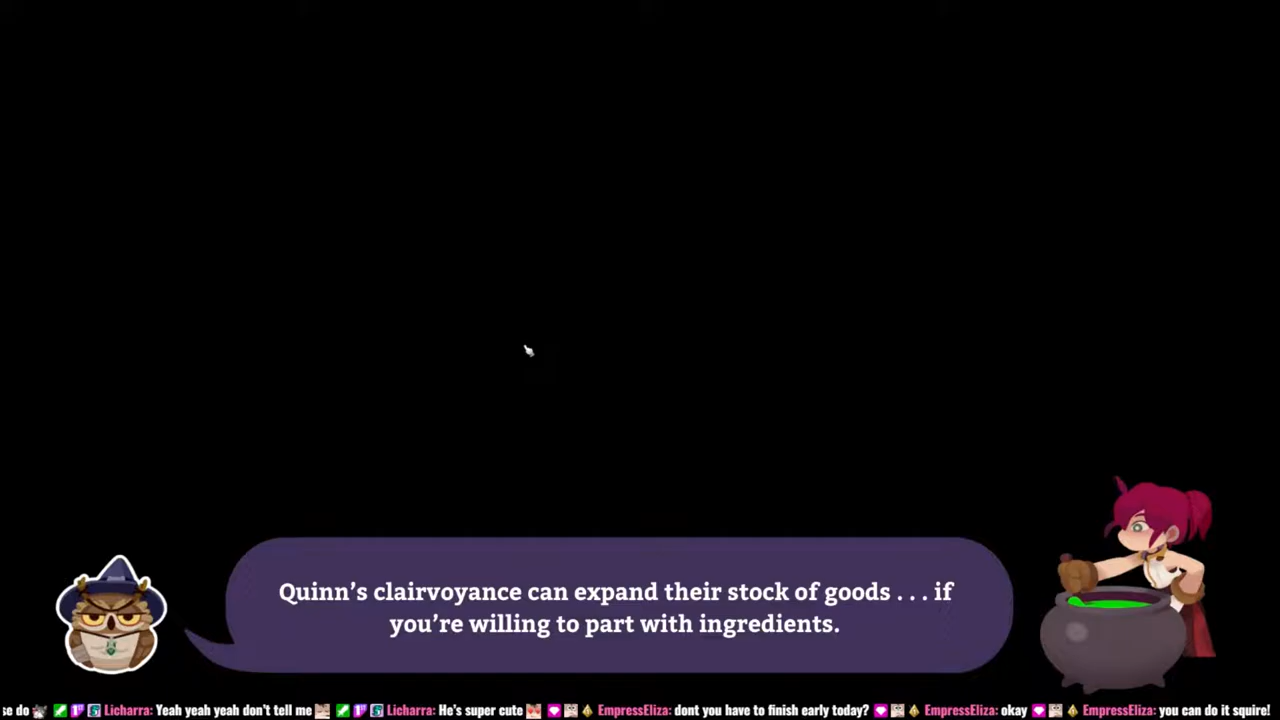 Quinn’s clairvoyance can expand their stock of goods . . . if
you’re willing to part with ingredients.
se do Licharra: Yeah yeah yeah don't tell me Licharra: He's super cute EmpressEliza: dont you have to finish early today? EmpressEliza: okay EmpressEliza: you can do it squire!